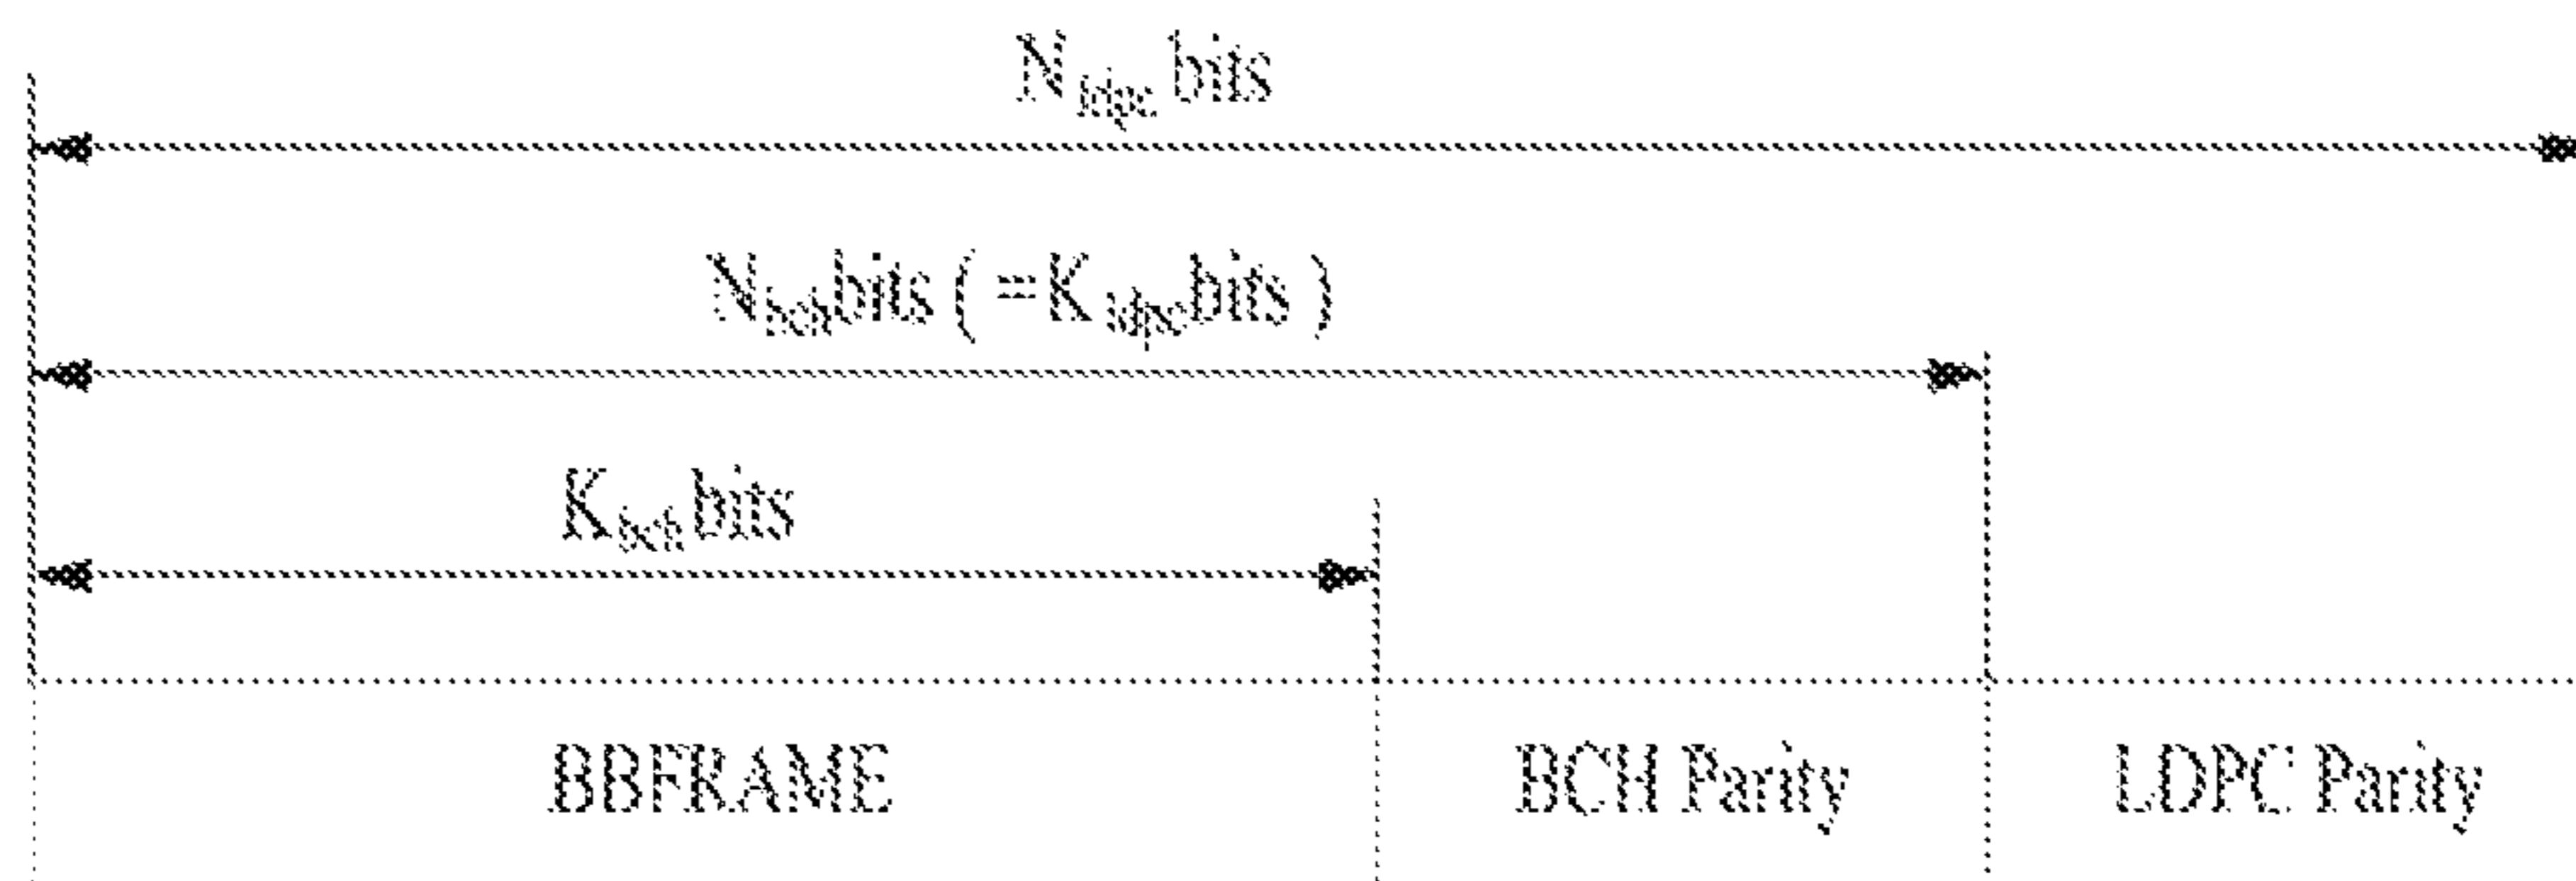 N ldpc bits
N bch bits ( =K ldpc bits )
K bch bits
BBFRAME BCH Parity LDPC Parity